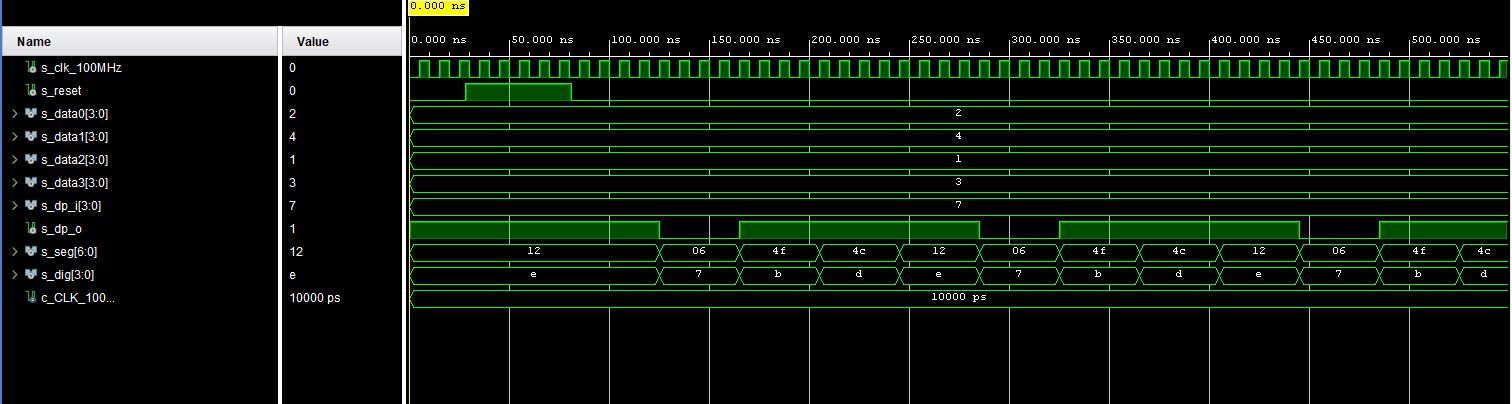 0.000 ns
Name Value
0.000 ns 50.000 ns 100.000 ns 150.000 ns 200.000 ns 250.000 ns 300.000 ns 350.000 ns 400.000 ns 450.000 ns 500.000 ns
s_clk_100MHz 0
s_reset 0
s_data0[3:0] 2 2
s_data1[3:0] 4 4
s_data2[3:0] 1 1
s_data3[3:0] 3 3
s_dp_i[3:0] 7 7
s_dp_o 1
s_seg[6:0] 12 12 06 4f 4c 12 06 4f 4c 12 06 4f 4c
s_dig[3:0] e e 7 b d e 7 b d e 7 b d
c_CLK_100... 10000 ps 10000 ps